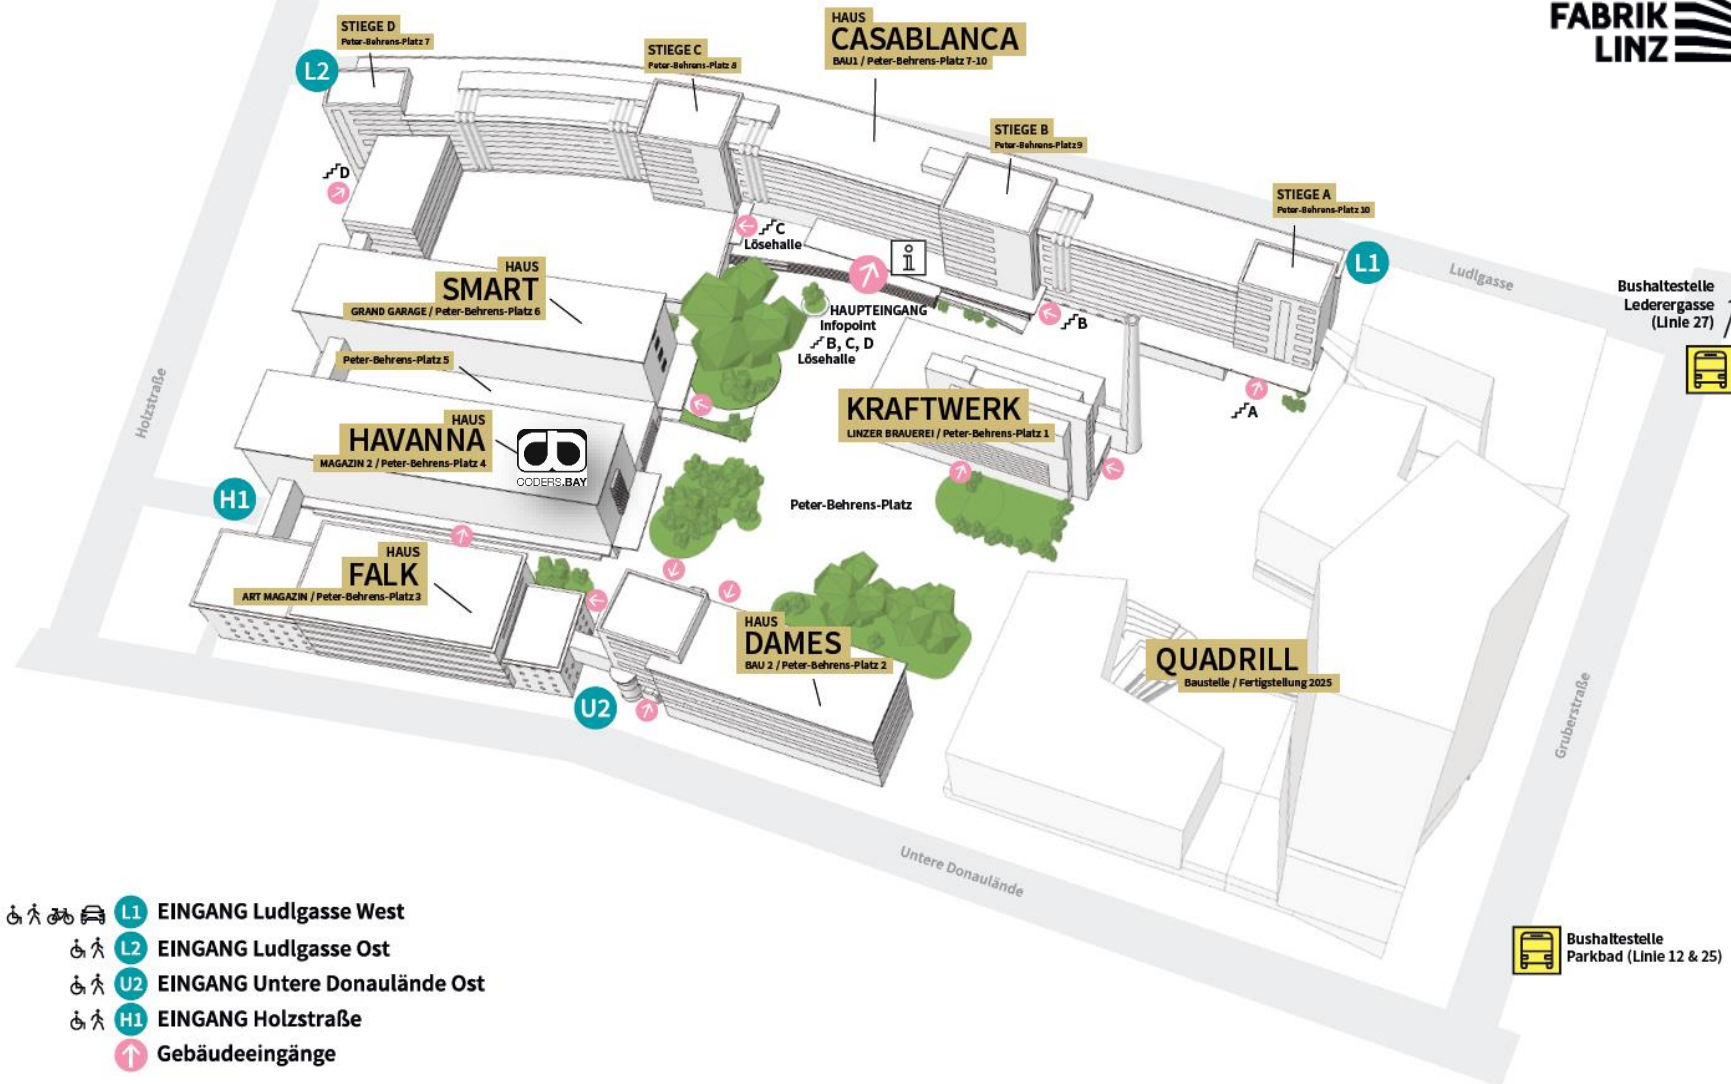 FABRIK
LINZ
STIEGE D
Peter-Behrens-Platz 7
L2
STIEGE C
Peter-Behrens-Platz 8
HAUS
CASABLANCA
BAU1 / Peter-Behrens-Platz 7-10
STIEGE B
Peter-Behrens-Platz 9
STIEGE A
Peter-Behrens-Platz 10
L1
Ludlgasse
Bushaltestelle
Lederergasse
(Linie 27)
D
C
Lösehalle
i
HAUPTEINGANG
Infopoint
B, C, D
Lösehalle
B
A
HAUS
SMART
GRAND GARAGE / Peter-Behrens-Platz 6
Peter-Behrens-Platz 5
Holzstraße
HAUS
HAVANNA
MAGAZIN 2 / Peter-Behrens-Platz 4
CODERS.BAY
KRAFTWERK
LINZER BRAUEREI / Peter-Behrens-Platz 1
H1
Peter-Behrens-Platz
HAUS
FALK
ART MAGAZIN / Peter-Behrens-Platz 3
HAUS
DAMES
BAU 2 / Peter-Behrens-Platz 2
U2
QUADRILL
Baustelle / Fertigstellung 2025
Gruberstraße
Untere Donaulände
Bushaltestelle
Parkbad (Linie 12 & 25)
L1 EINGANG Ludlgasse West
L2 EINGANG Ludlgasse Ost
U2 EINGANG Untere Donaulände Ost
H1 EINGANG Holzstraße
Gebäudeeingänge